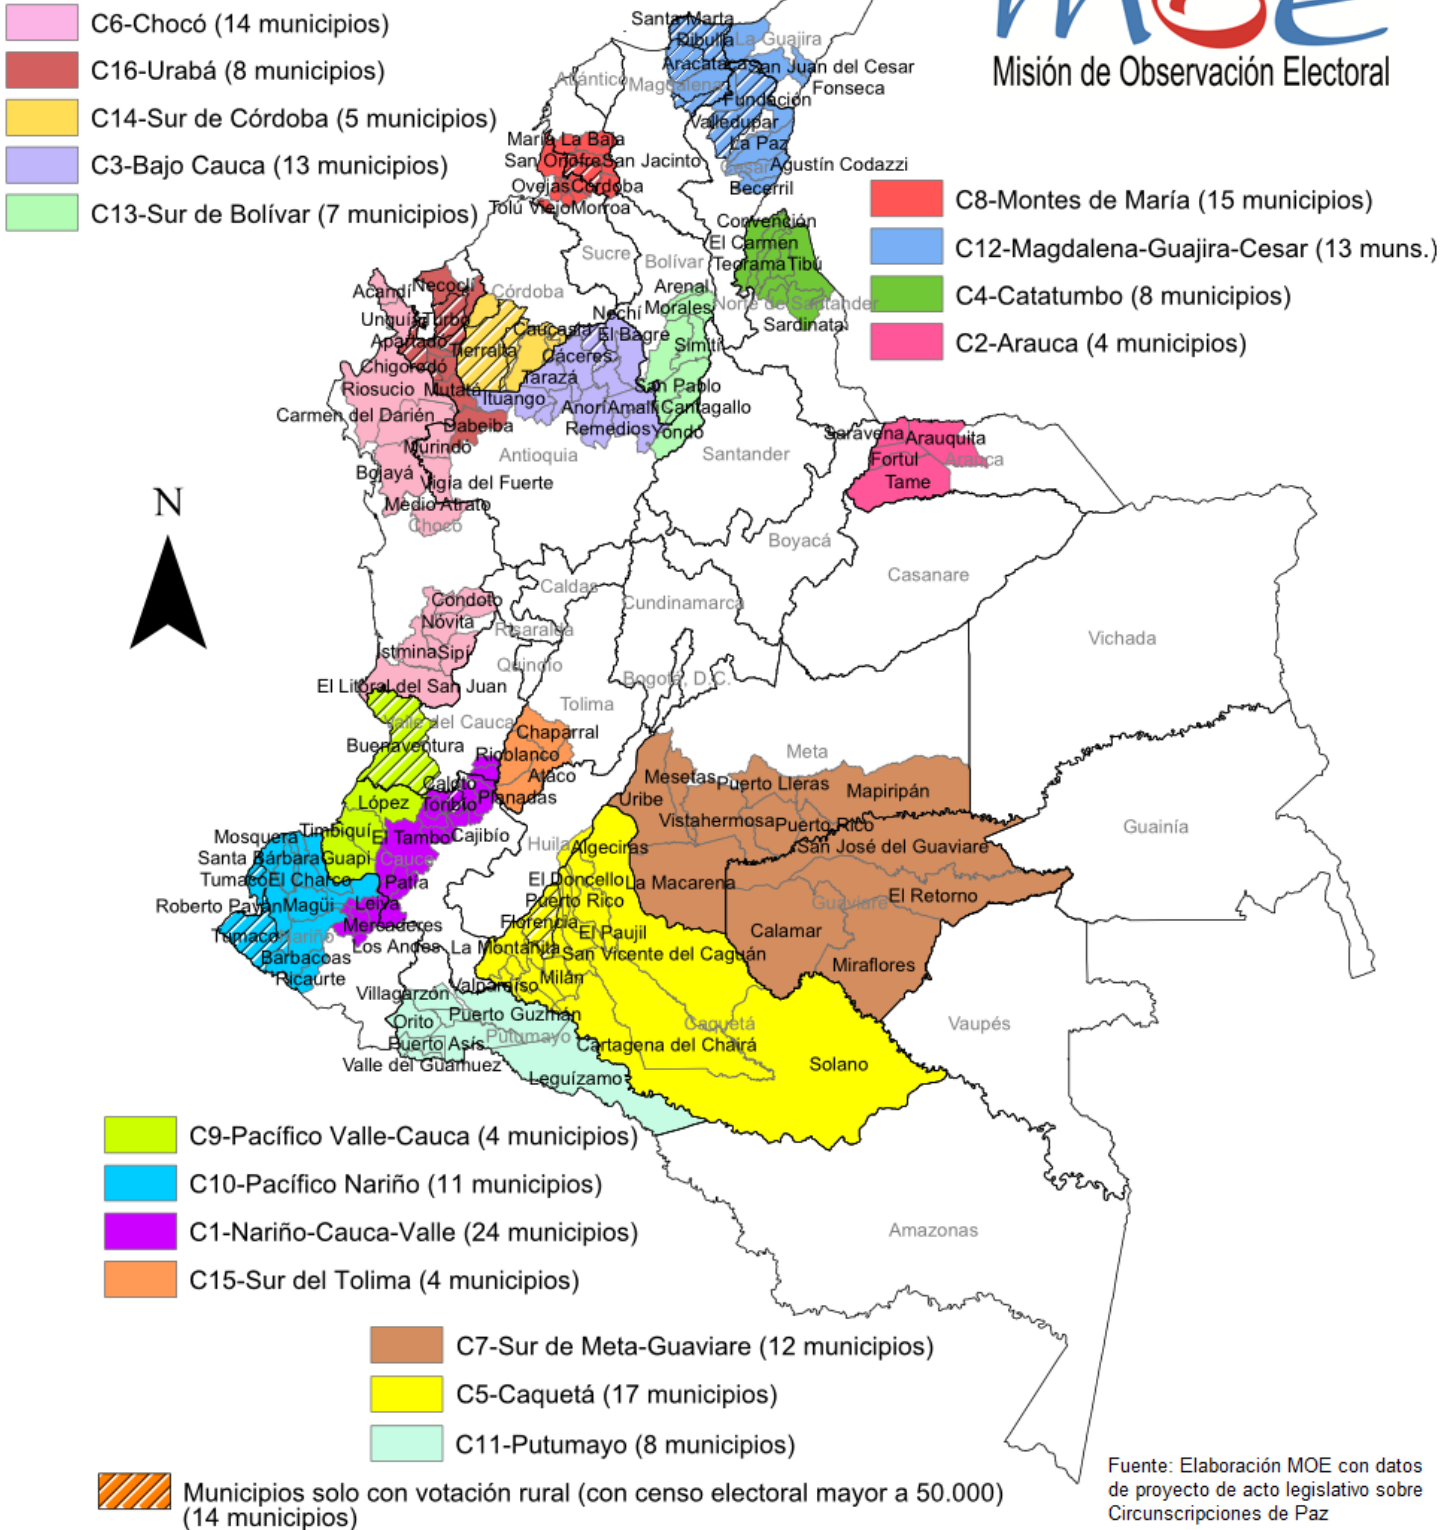 C6-Chocó (14 municipios)
C16-Urabá (8 municipios)
C14-Sur de Córdoba (5 municipios)
C3-Bajo Cauca (13 municipios)
C13-Sur de Bolívar (7 municipios)
moe
Misión de Observación Electoral
C8-Montes de María (15 municipios)
C12-Magdalena-Guajira-Cesar (13 muns.)
C4-Catatumbo (8 municipios)
C2-Arauca (4 municipios)
Santa Marta
Dibulla
La Guajira
Aracataca
San Juan del Cesar
Atlántico
Magdalena
Fonseca
Fundación
Valledupar
María La Baja
La Paz
San Onofre
San Jacinto
Cesar
Agustín Codazzi
Ovejas
Córdoba
Becerril
Tolú Viejo
Morroa
Convención
El Carmen
Sucre
Bolívar
Teorama
Tibú
Acandí
Necoclí
Córdoba
Arenal
Morales
Norte de Santander
Unguía
Turbo
Nechí
Sardinata
Caucasia
El Bagre
Apartadó
Tierralta
Cáceres
Simití
Chigorodó
Tarazá
Riosucio
Mutatá
Ituango
San Pablo
Carmen del Darién
Anorí
Amalfi
Cantagallo
Dabeiba
Remedios
Yondó
Saravena
Arauquita
Murindó
Antioquia
Santander
Fortul
Arauca
Bojayá
Vigía del Fuerte
Tame
N
Medio Atrato
Chocó
Boyacá
Casanare
Caldas
Condoto
Cundinamarca
Nóvita
Risaralda
Vichada
Istmina
Sipí
Quindío
El Litoral del San Juan
Bogotá, D.C.
Tolima
Valle del Cauca
Chaparral
Buenaventura
Rioblanco
Meta
Ataco
Mesetas
Puerto Lleras
Caloto
Planadas
Mapiripán
López
Toribío
Uribe
Timbiquí
Vistahermosa
Puerto Rico
Mosquera
El Tambo
Cajibío
Guainía
Santa Bárbara
Guapi
Cauca
Huila
Algeciras
San José del Guaviare
Tumaco
El Charco
Patía
El Doncello
La Macarena
El Retorno
Roberto Payán
Magüi
Leiva
Puerto Rico
Guaviare
Florencia
Mercaderes
El Paujil
Calamar
Tumaco
Nariño
Los Andes
La Montañita
San Vicente del Caguán
Barbacoas
Miraflores
Ricaurte
Milán
Valparaíso
Villagarzón
Puerto Guzmán
Orito
Caquetá
Vaupés
Putumayo
Puerto Asís
Cartagena del Chairá
Valle del Guamuez
Solano
Leguízamo
C9-Pacífico Valle-Cauca (4 municipios)
C10-Pacífico Nariño (11 municipios)
C1-Nariño-Cauca-Valle (24 municipios)
C15-Sur del Tolima (4 municipios)
Amazonas
C7-Sur de Meta-Guaviare (12 municipios)
C5-Caquetá (17 municipios)
C11-Putumayo (8 municipios)
Municipios solo con votación rural (con censo electoral mayor a 50.000)
(14 municipios)
Fuente: Elaboración MOE con datos
de proyecto de acto legislativo sobre
Circunscripciones de Paz